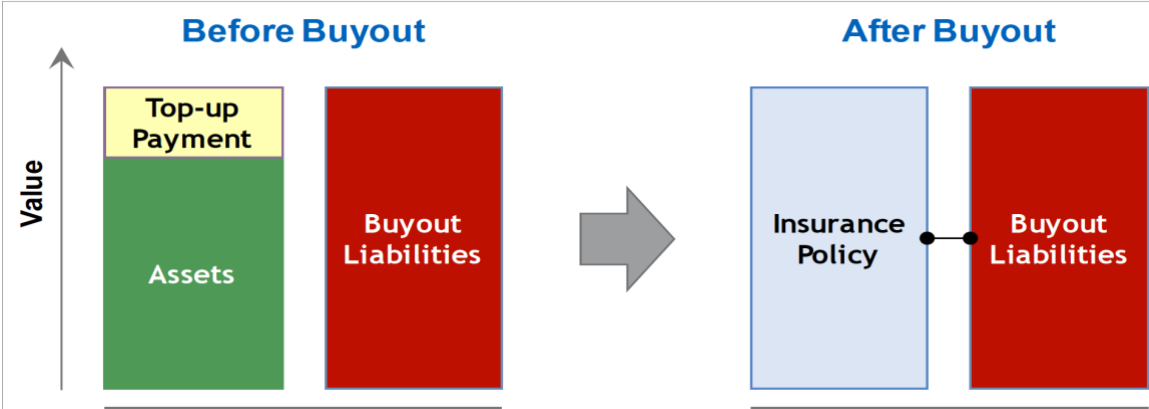 Before Buyout
After Buyout
Value
Top-up
Payment
Assets
Buyout
Liabilities
Insurance
Policy
Buyout
Liabilities